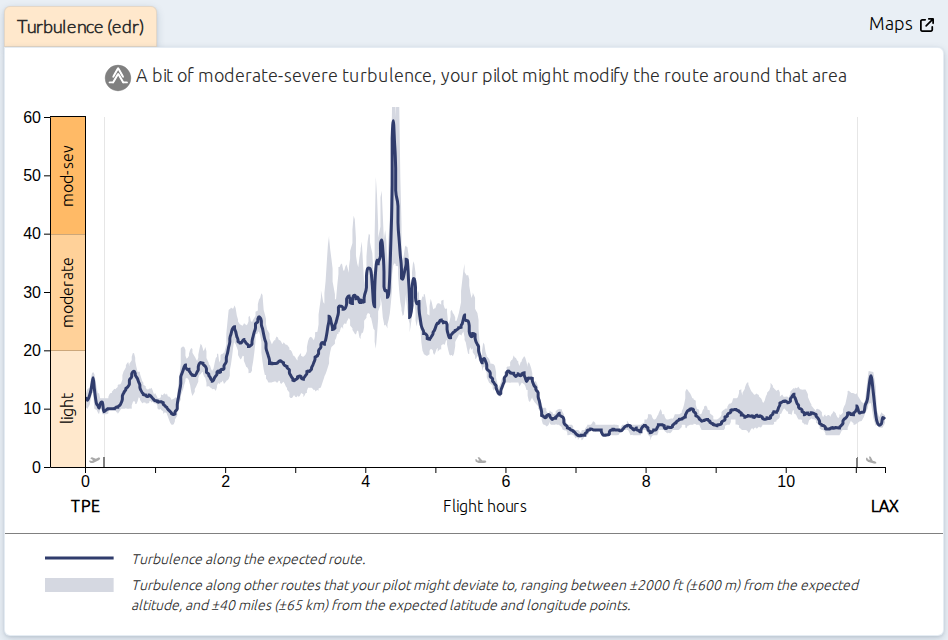 Turbulence (edr)
Maps
A bit of moderate-severe turbulence, your pilot might modify the route around that area
60
50
40
30
20
10
0
mod-sev
moderate
light
0 2 4 6 8 10
TPE Flight hours LAX
Turbulence along the expected route.
Turbulence along other routes that your pilot might deviate to, ranging between ±2000 ft (±600 m) from the expected
altitude, and ±40 miles (±65 km) from the expected latitude and longitude points.